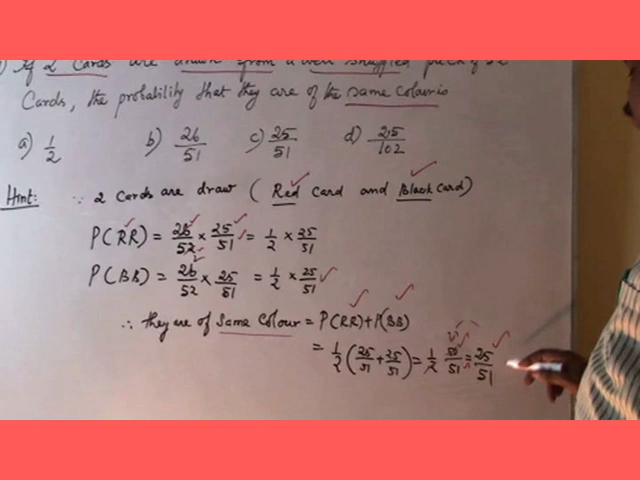 If 2 Cards are drawn from a well shuffled pack of 52
Cards, the probability that they are of the same colour is
a) 1/2 b) 26/51 c) 25/51 d) 25/102
Hint: ∵ 2 Cards are draw ( Red Card and Black Card)
P(RR) = 26/52 × 25/51 = 1/2 × 25/51
P(BB) = 26/52 × 25/51 = 1/2 × 25/51
∴ they are of Same Colour = P(RR)+P(BB)
= 1/2 (25/51 + 25/51) = 1/2 50/51 = 25/51